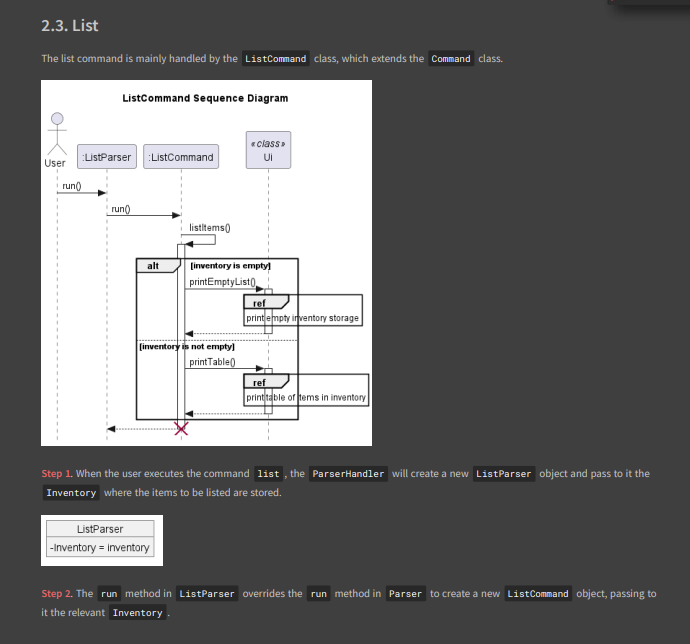 2.3. List
The list command is mainly handled by the ListCommand class, which extends the Command class.
ListCommand Sequence Diagram
User
:ListParser
:ListCommand
«class»
Ui
run()
run()
listItems()
alt
[inventory is empty]
printEmptyList()
ref
print empty inventory storage
[inventory is not empty]
printTable()
ref
print table of items in inventory
Step 1. When the user executes the command list , the ParserHandler will create a new ListParser object and pass to it the
Inventory where the items to be listed are stored.
ListParser
-Inventory = inventory
Step 2. The run method in ListParser overrides the run method in Parser to create a new ListCommand object, passing to
it the relevant Inventory .